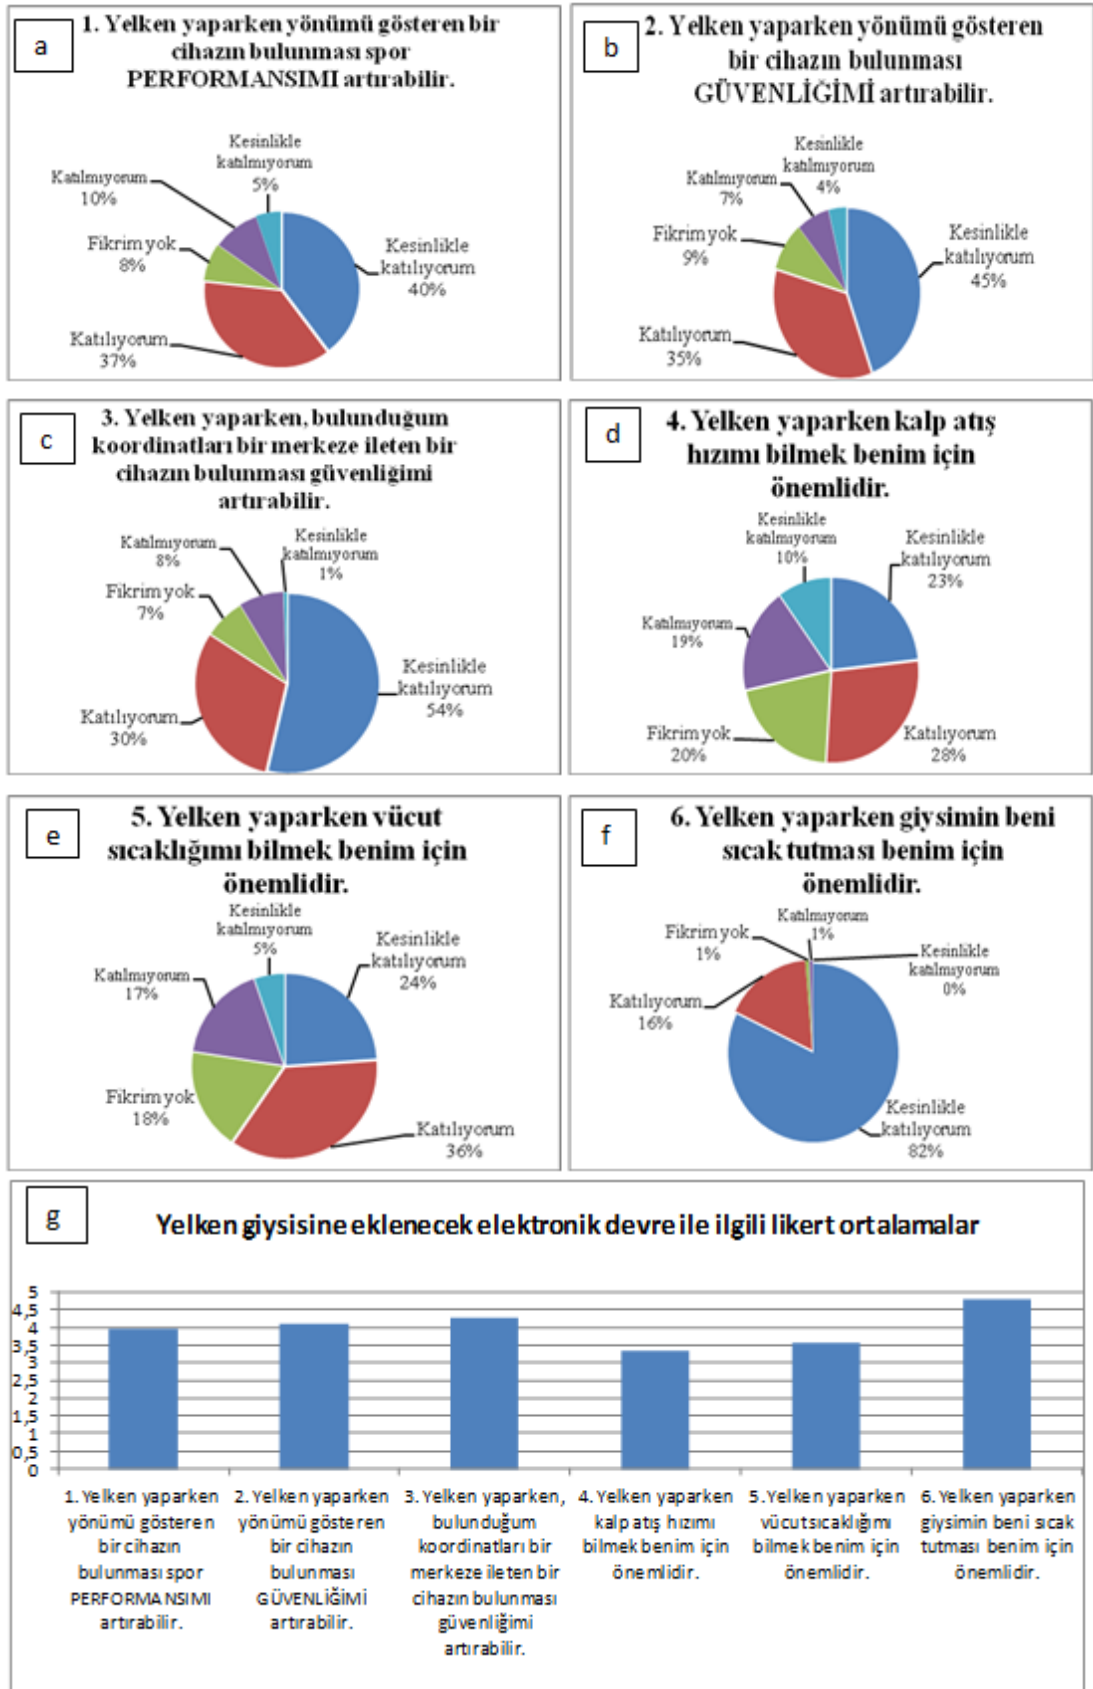 a
1. Yelken yaparken yönümü gösteren bir
cihazın bulunması spor
PERFORMANSIMI artırabilir.
Kesinlikle
katılmıyorum
5%
Katılmıyorum
10%
Fikrim yok
8%
Kesinlikle
katılıyorum
40%
Katılıyorum
37%
b
2. Yelken yaparken yönümü gösteren
bir cihazın bulunması
GÜVENLİĞİMİ artırabilir.
Kesinlikle
katılmıyorum
4%
Katılmıyorum
7%
Fikrim yok
9%
Kesinlikle
katılıyorum
45%
Katılıyorum
35%
c
3. Yelken yaparken, bulunduğum
koordinatları bir merkeze ileten bir
cihazın bulunması güvenliğimi
artırabilir.
Kesinlikle
katılmıyorum
1%
Katılmıyorum
8%
Fikrim yok
7%
Kesinlikle
katılıyorum
54%
Katılıyorum
30%
d
4. Yelken yaparken kalp atış
hızımı bilmek benim için
önemlidir.
Kesinlikle
katılmıyorum
10%
Kesinlikle
katılıyorum
23%
Katılmıyorum
19%
Fikrim yok
20%
Katılıyorum
28%
e
5. Yelken yaparken vücut
sıcaklığımı bilmek benim için
önemlidir.
Kesinlikle
katılmıyorum
5%
Kesinlikle
katılıyorum
24%
Katılmıyorum
17%
Fikrim yok
18%
Katılıyorum
36%
f
6. Yelken yaparken giysimin beni
sıcak tutması benim için
önemlidir.
Katılmıyorum
1%
Fikrim yok
1%
Kesinlikle
katılmıyorum
0%
Katılıyorum
16%
Kesinlikle
katılıyorum
82%
g
Yelken giysisine eklenecek elektronik devre ile ilgili likert ortalamalar
5
4,5
4
3,5
3
2,5
2
1,5
1
0,5
0
1. Yelken yaparken
yönümü gösteren
bir cihazın
bulunması spor
PERFORMANSIMI
artırabilir.
2. Yelken yaparken
yönümü gösteren
bir cihazın
bulunması
GÜVENLİĞİMİ
artırabilir.
3. Yelken yaparken,
bulunduğum
koordinatları bir
merkeze ileten bir
cihazın bulunması
güvenliğimi
artırabilir.
4. Yelken yaparken
kalp atış hızımı
bilmek benim için
önemlidir.
5. Yelken yaparken
vücut sıcaklığımı
bilmek benim için
önemlidir.
6. Yelken yaparken
giysimin beni sıcak
tutması benim için
önemlidir.